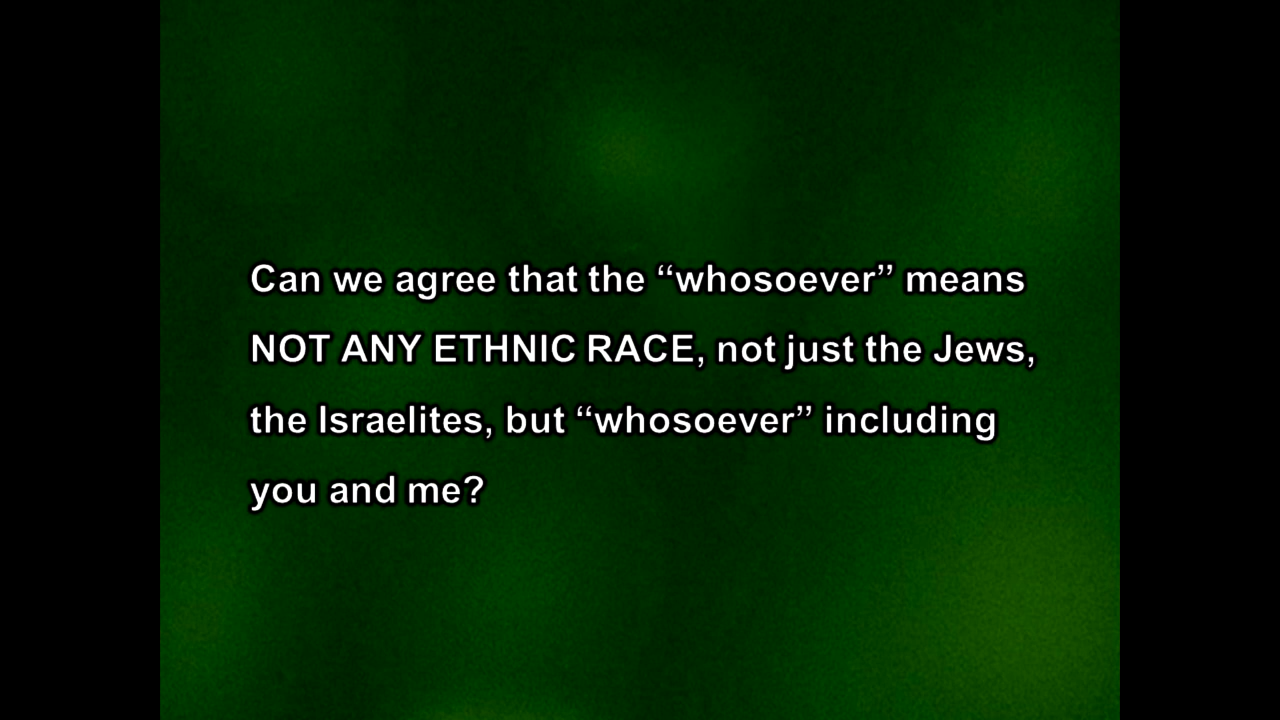 Can we agree that the “whosoever” means
NOT ANY ETHNIC RACE, not just the Jews,
the Israelites, but “whosoever” including
you and me?